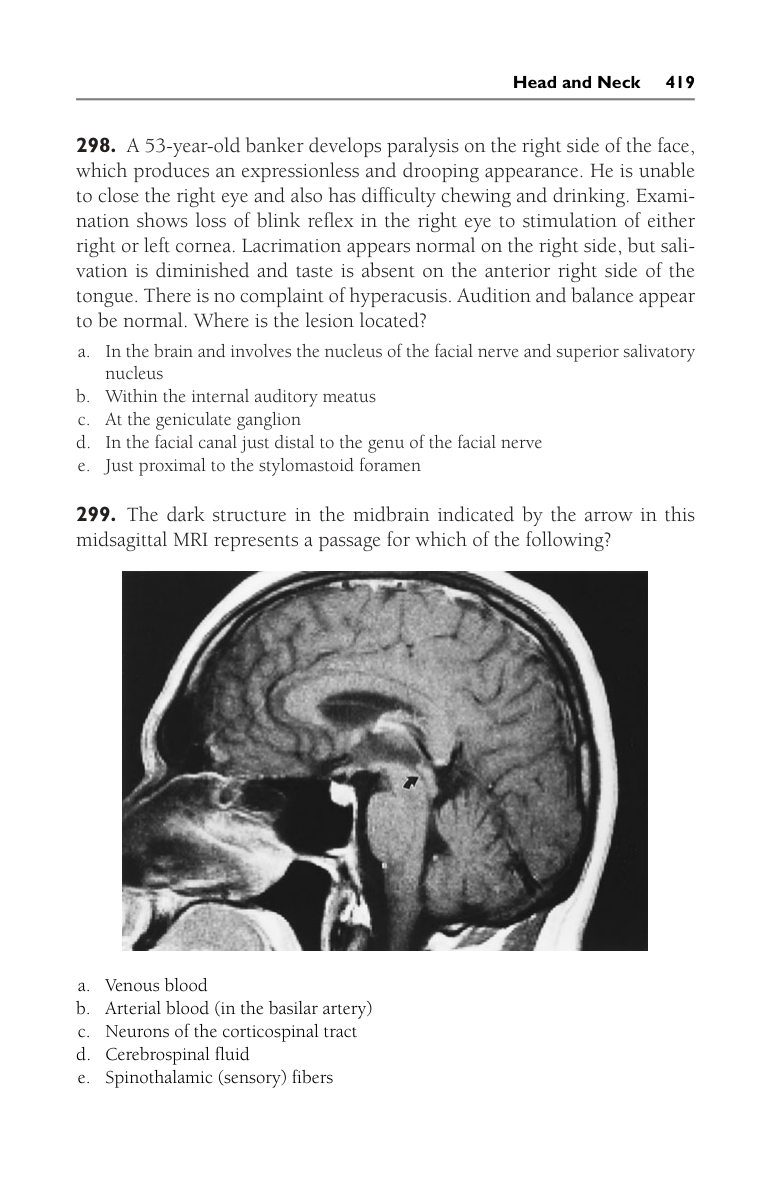 Head and Neck 419
298. A 53-year-old banker develops paralysis on the right side of the face,
which produces an expressionless and drooping appearance. He is unable
to close the right eye and also has difficulty chewing and drinking. Exami-
nation shows loss of blink reflex in the right eye to stimulation of either
right or left cornea. Lacrimation appears normal on the right side, but sali-
vation is diminished and taste is absent on the anterior right side of the
tongue. There is no complaint of hyperacusis. Audition and balance appear
to be normal. Where is the lesion located?
a. In the brain and involves the nucleus of the facial nerve and superior salivatory
nucleus
b. Within the internal auditory meatus
c. At the geniculate ganglion
d. In the facial canal just distal to the genu of the facial nerve
e. Just proximal to the stylomastoid foramen
299. The dark structure in the midbrain indicated by the arrow in this
midsagittal MRI represents a passage for which of the following?
a. Venous blood
b. Arterial blood (in the basilar artery)
c. Neurons of the corticospinal tract
d. Cerebrospinal fluid
e. Spinothalamic (sensory) fibers